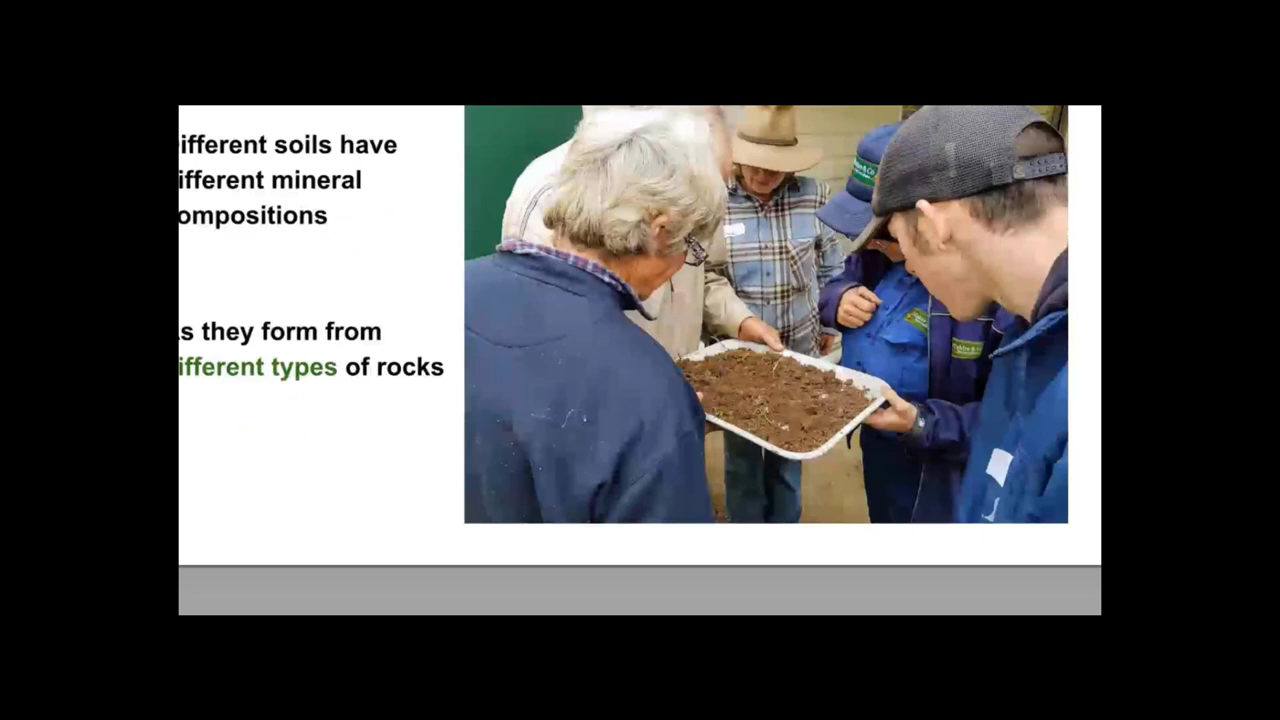 ifferent soils have
ifferent mineral
ompositions
s they form from
ifferent types of rocks